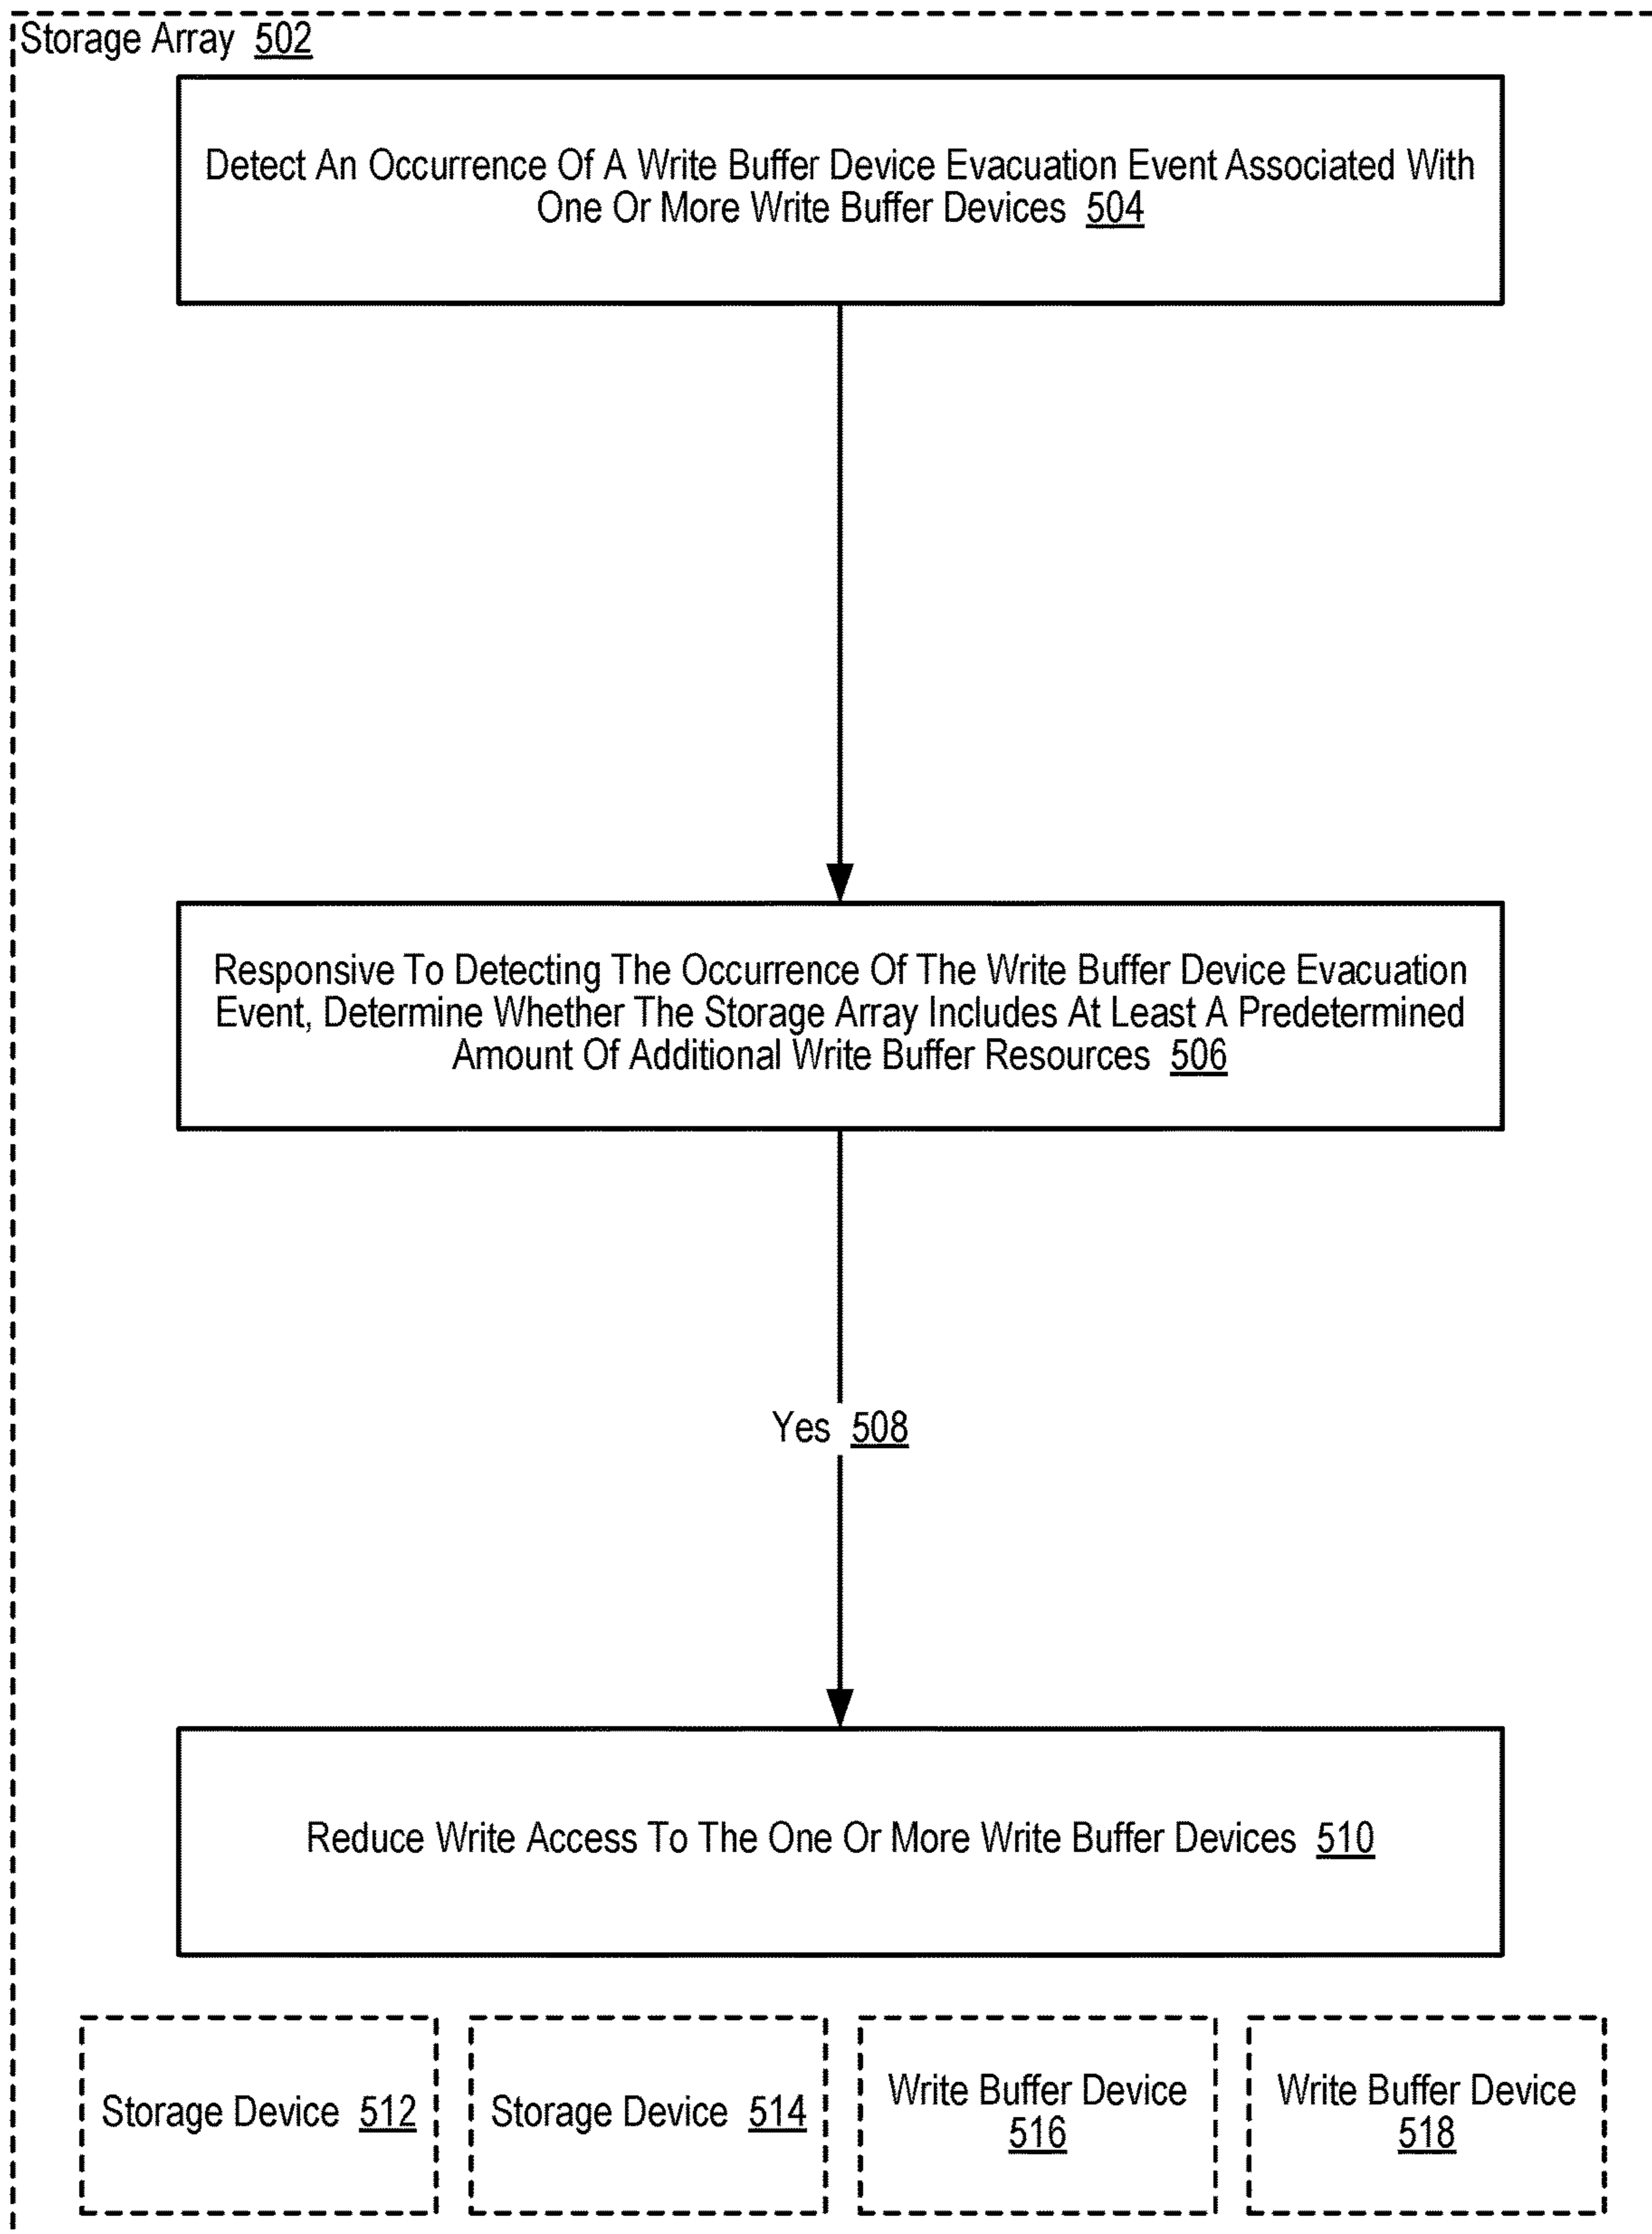 Storage Array 502
Detect An Occurrence Of A Write Buffer Device Evacuation Event Associated With
One Or More Write Buffer Devices 504
Responsive To Detecting The Occurrence Of The Write Buffer Device Evacuation
Event, Determine Whether The Storage Array Includes At Least A Predetermined
Amount Of Additional Write Buffer Resources 506
Yes 508
Reduce Write Access To The One Or More Write Buffer Devices 510
Storage Device 512
Storage Device 514
Write Buffer Device
516
Write Buffer Device
518